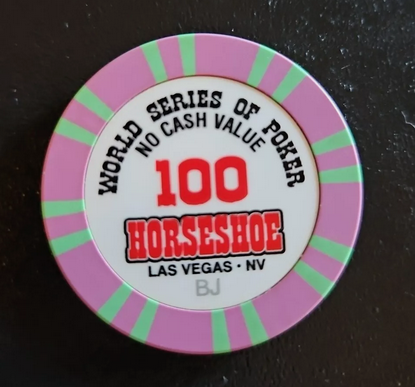 WORLD SERIES OF POKER
NO CASH VALUE
100
HORSESHOE
LAS VEGAS · NV
BJ